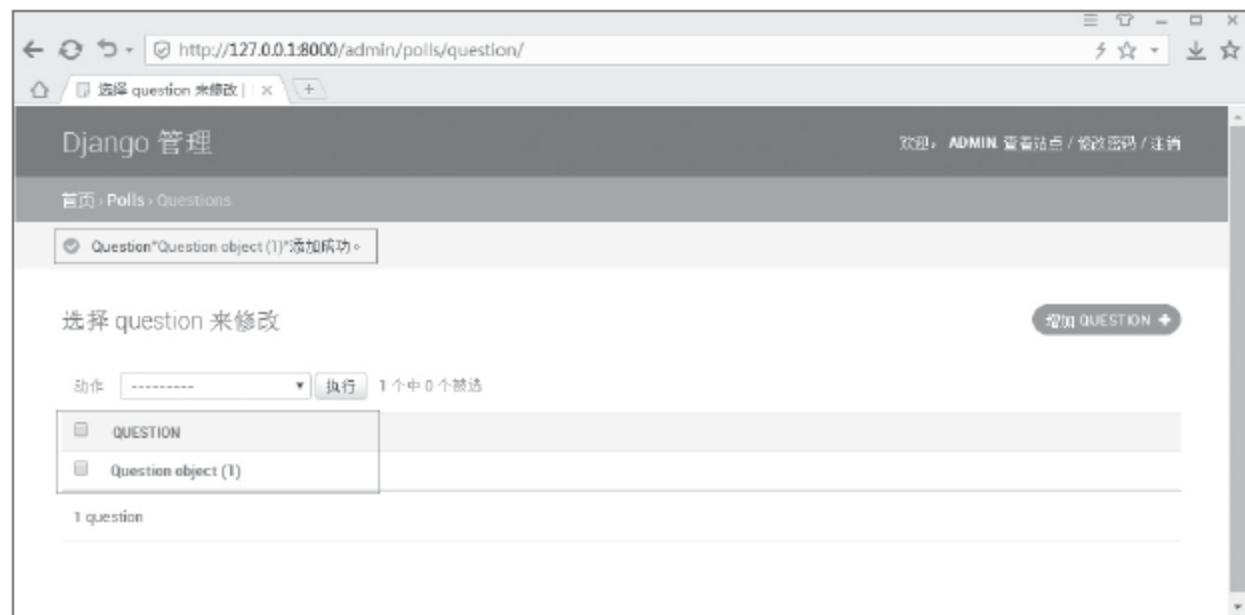 http://127.0.0.1:8000/admin/polls/question/
选择 question 来修改 |
Django 管理
欢迎，ADMIN. 查看站点 / 修改密码 / 注销
首页 › Polls › Questions
Question"Question object (1)"添加成功。
选择 question 来修改
增加 QUESTION +
动作 --------- 执行 1 个中 0 个被选
QUESTION
Question object (1)
1 question